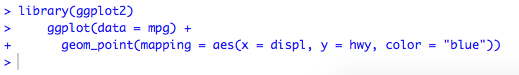 > library(ggplot2)
>     ggplot(data = mpg) +
+       geom_point(mapping = aes(x = displ, y = hwy, color = "blue"))
>